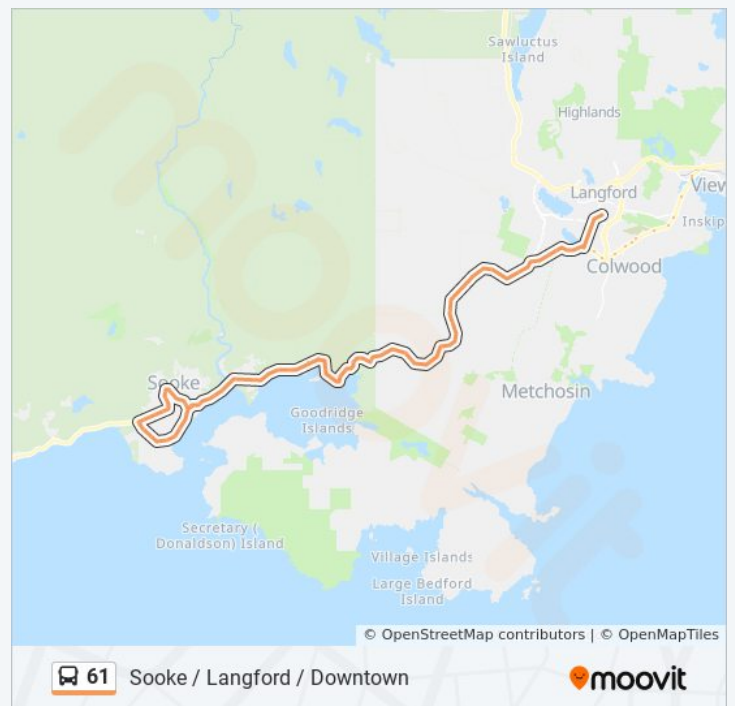 Sawluctus
Island
Highlands
Langford
View
Inskip
Colwood
Sooke
Metchosin
Goodridge
Islands
Secretary (
Donaldson) Island
Village Islands
Large Bedford
Island
© OpenStreetMap contributors | © OpenMapTiles
61 Sooke / Langford / Downtown
moovit